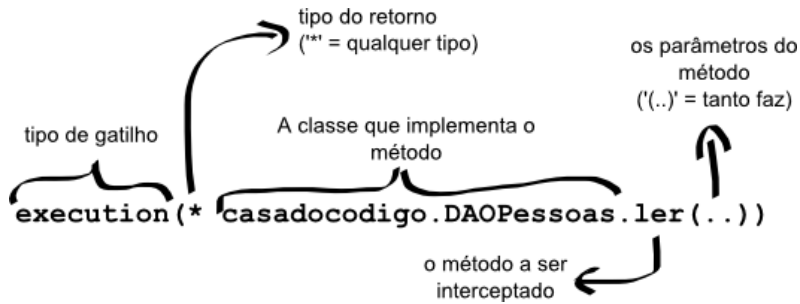 tipo do retorno
('*' = qualquer tipo)
os parâmetros do
método
('(..)' = tanto faz)
tipo de gatilho
A classe que implementa o
método
execution(* casadocodigo.DAOPessoas.ler(..))
o método a ser
interceptado